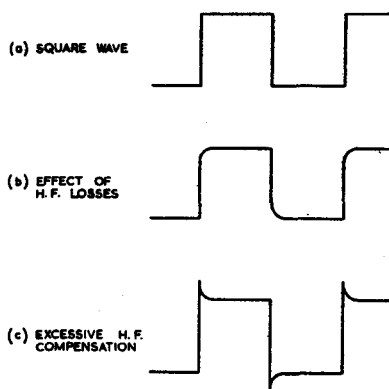 (a) SQUARE WAVE
(b) EFFECT OF
H.F. LOSSES
(c) EXCESSIVE H.F.
COMPENSATION